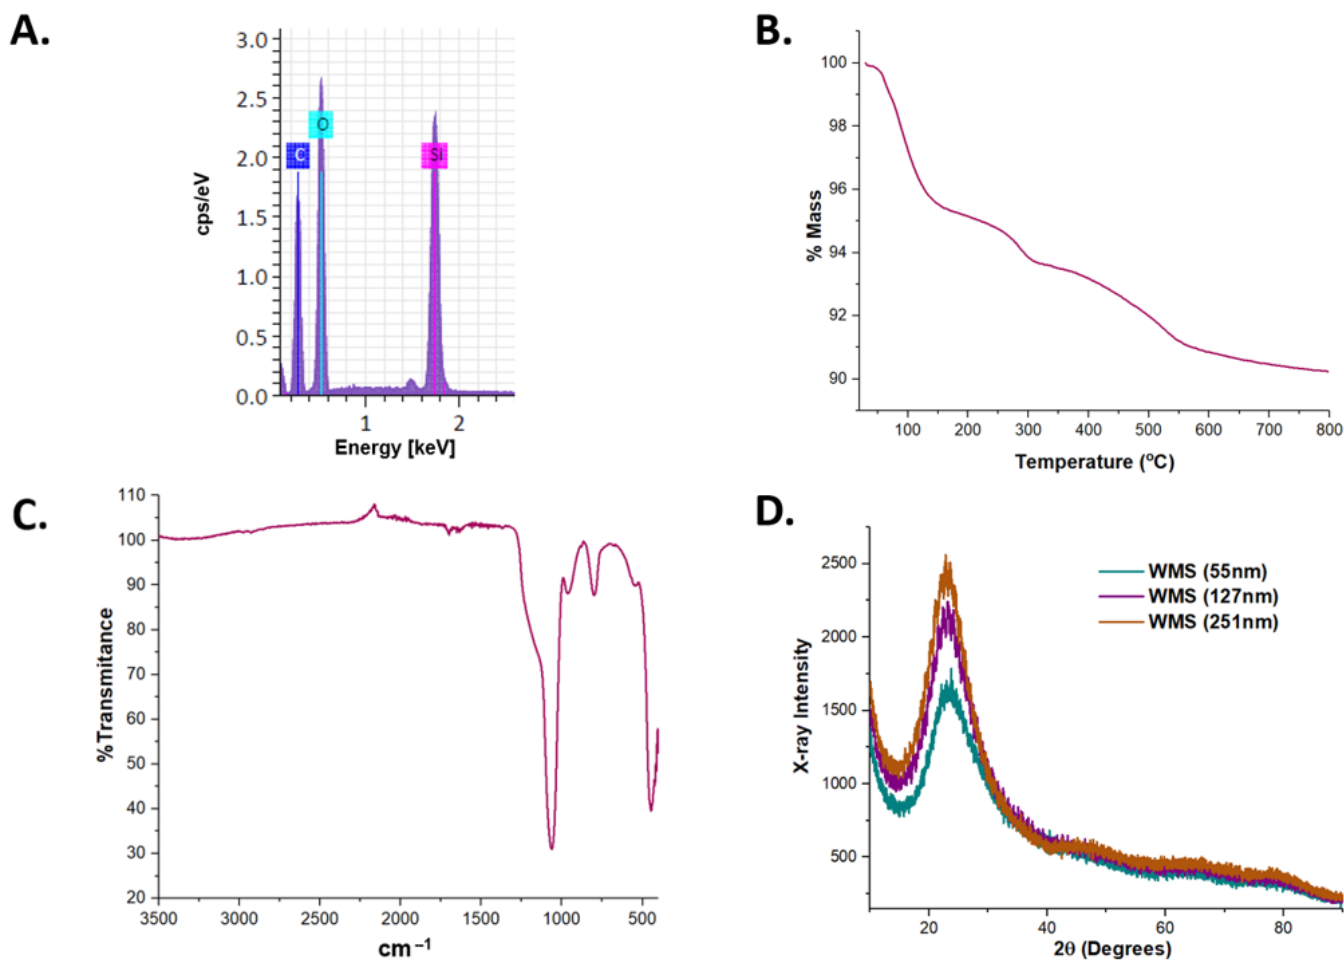 A.
3.0
2.5
2.0
1.5
1.0
0.5
0.0
cps/eV
C
O
Si
1 2
Energy [keV]
B.
100
98
96
94
92
90
% Mass
100 200 300 400 500 600 700 800
Temperature (ºC)
C.
110
100
90
80
70
60
50
40
30
20
%Transmitance
3500 3000 2500 2000 1500 1000 500
cm⁻¹
D.
2500
2000
1500
1000
500
X-ray Intensity
WMS (55nm)
WMS (127nm)
WMS (251nm)
20 40 60 80
2θ (Degrees)